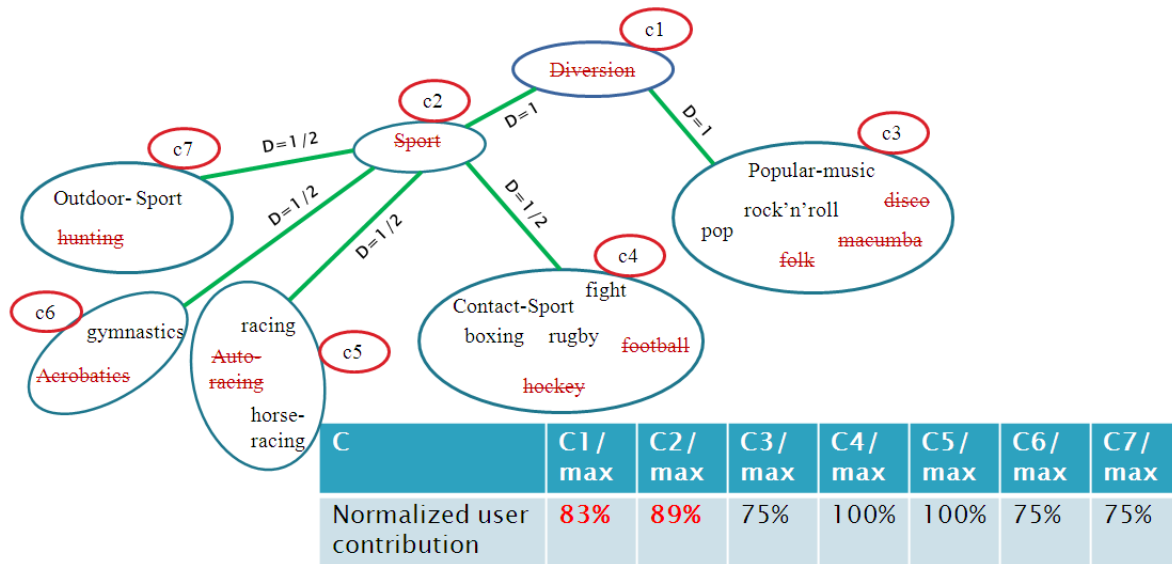 c1
Diversion
c2
Sport
D=1
D=1
c3
Popular-music
rock'n'roll
disco
pop
macumba
folk
c7
D=1/2
Outdoor- Sport
hunting
D=1/2
D=1/2
D=1/2
c4
fight
Contact-Sport
boxing rugby
football
hockey
c6
gymnastics
Acrobatics
racing
Auto-
racing
horse-
racing
c5
C C1/ C2/ C3/ C4/ C5/ C6/ C7/
max max max max max max max
Normalized user 83% 89% 75% 100% 100% 75% 75%
contribution